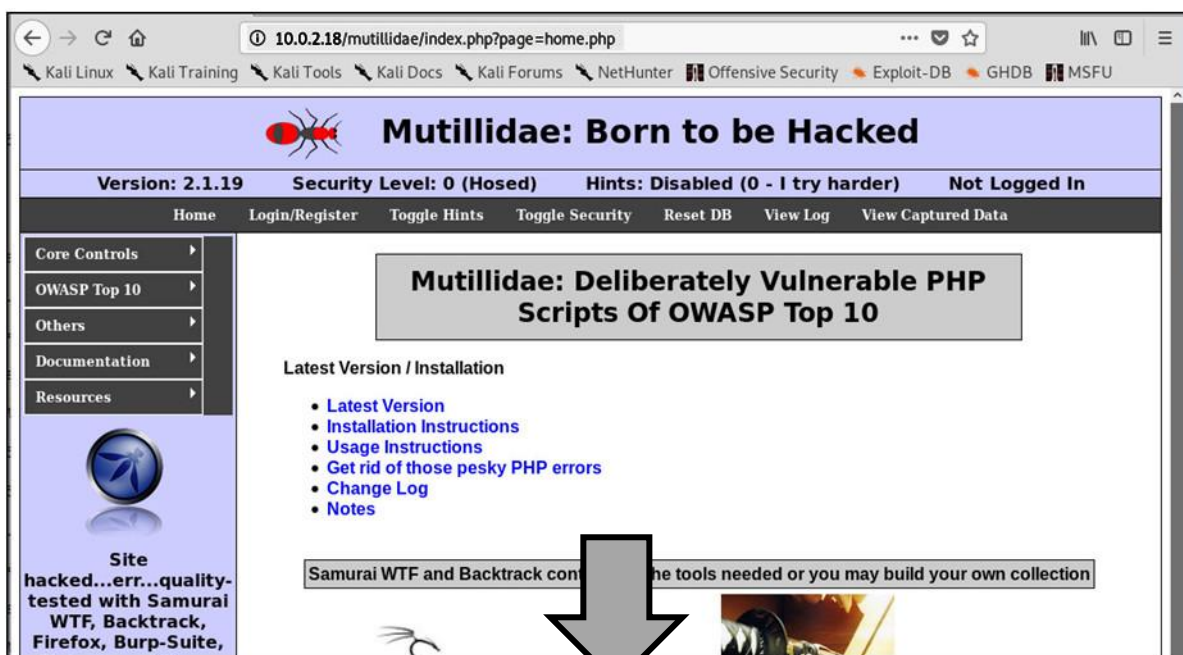 10.0.2.18/mutillidae/index.php?page=home.php
Kali Linux Kali Training Kali Tools Kali Docs Kali Forums NetHunter Offensive Security Exploit-DB GHDB MSFU
Mutillidae: Born to be Hacked
Version: 2.1.19 Security Level: 0 (Hosed) Hints: Disabled (0 - I try harder) Not Logged In
Home Login/Register Toggle Hints Toggle Security Reset DB View Log View Captured Data
Core Controls
OWASP Top 10
Others
Documentation
Resources
Site
hacked...err...quality-
tested with Samurai
WTF, Backtrack,
Firefox, Burp-Suite,
Mutillidae: Deliberately Vulnerable PHP
Scripts Of OWASP Top 10
Latest Version / Installation
• Latest Version
• Installation Instructions
• Usage Instructions
• Get rid of those pesky PHP errors
• Change Log
• Notes
Samurai WTF and Backtrack he tools needed or you may build your own collection